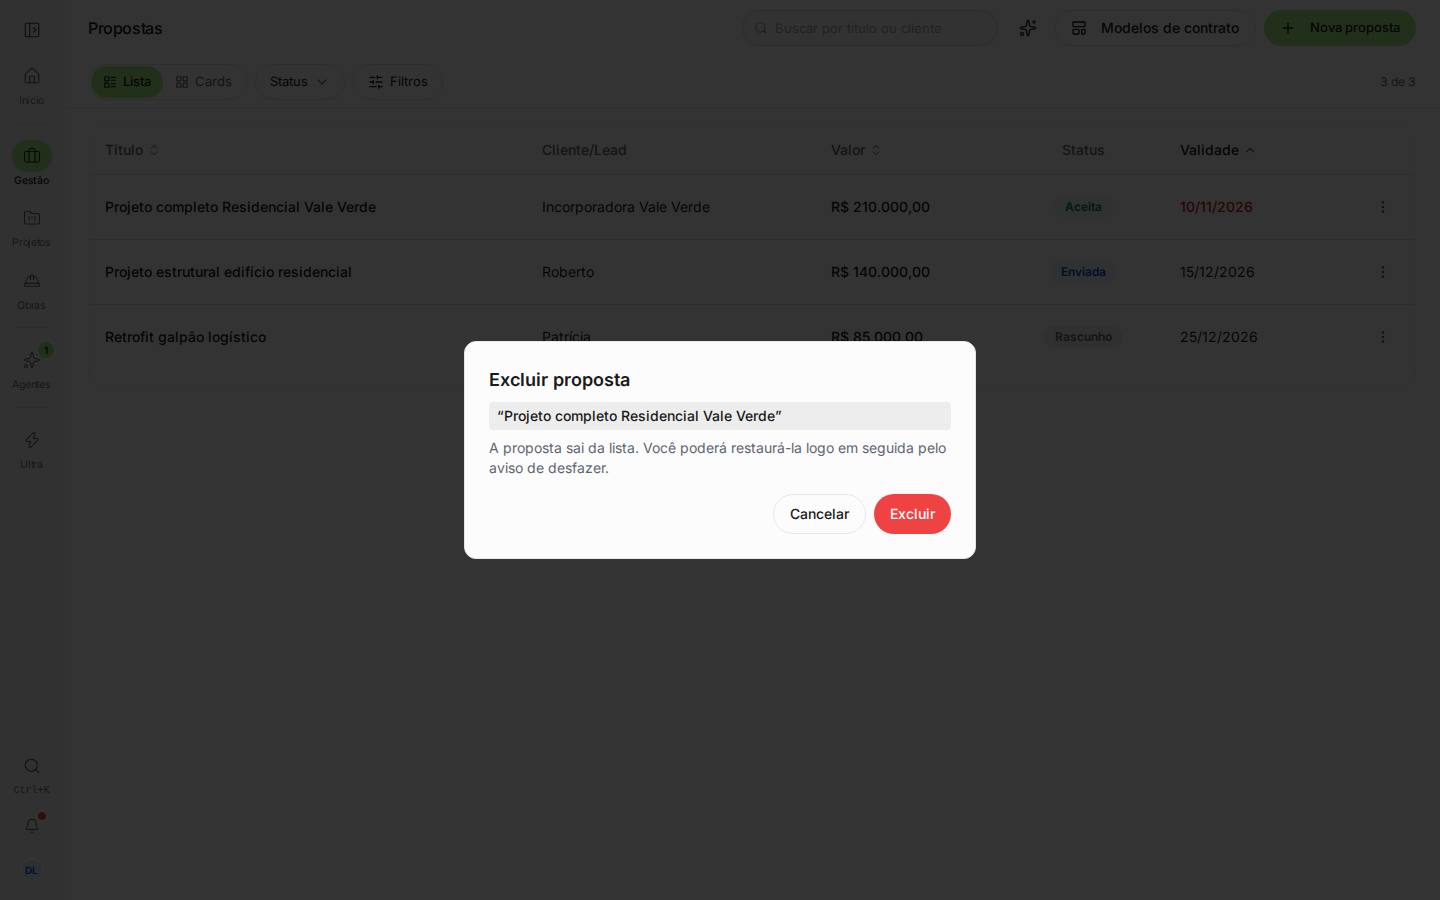 Propostas
Buscar por título ou cliente
Modelos de contrato
Nova proposta
Lista
Cards
Status
Filtros
3 de 3
Início
Gestão
Projetos
Obras
1
Agentes
Ultra
Ctrl+K
DL
Título
Cliente/Lead
Valor
Status
Validade
Projeto completo Residencial Vale Verde
Incorporadora Vale Verde
R$ 210.000,00
Aceita
10/11/2026
Projeto estrutural edifício residencial
Roberto
R$ 140.000,00
Enviada
15/12/2026
Retrofit galpão logístico
Patrícia
R$ 85.000,00
Rascunho
25/12/2026
Excluir proposta
“Projeto completo Residencial Vale Verde”
A proposta sai da lista. Você poderá restaurá-la logo em seguida pelo
aviso de desfazer.
Cancelar
Excluir